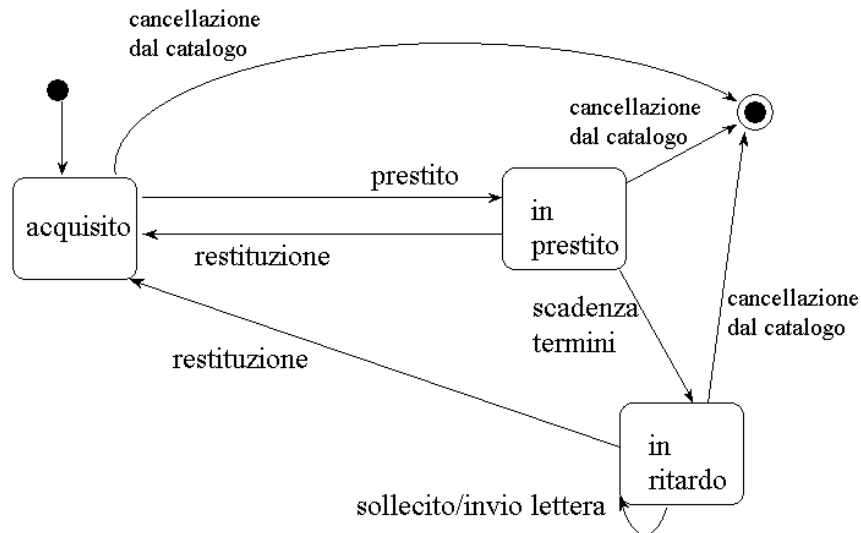 cancellazione
dal catalogo
cancellazione
dal catalogo
prestito
acquisito
in
prestito
restituzione
scadenza
termini
cancellazione
dal catalogo
restituzione
in
ritardo
sollecito/invio lettera